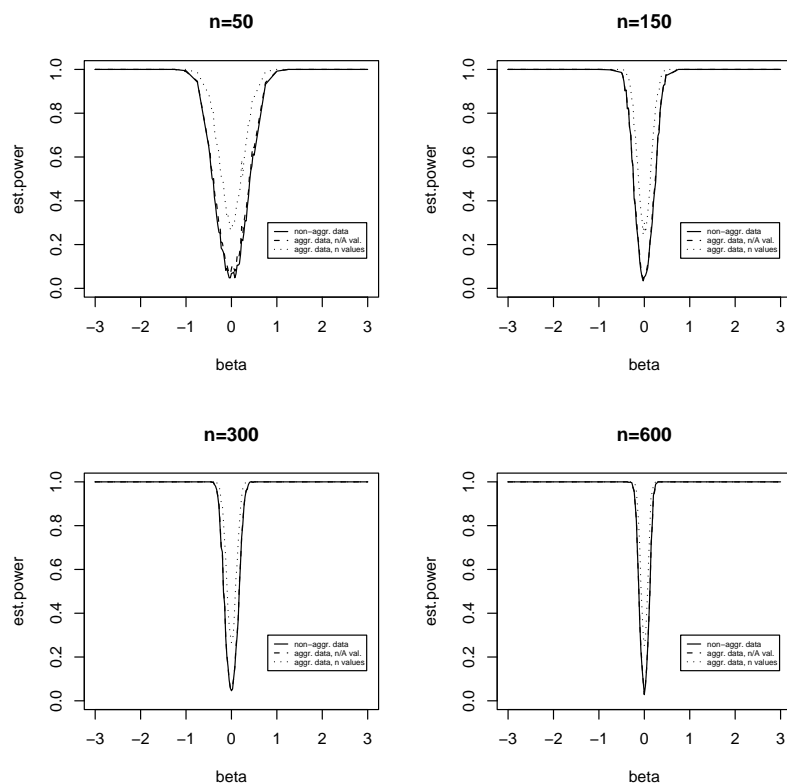 n=50
est.power
1.0
0.8
0.6
0.4
0.2
0.0
non−aggr. data
aggr. data, n/A val.
aggr. data, n values
−3 −2 −1 0 1 2 3
beta
n=150
est.power
1.0
0.8
0.6
0.4
0.2
0.0
non−aggr. data
aggr. data, n/A val.
aggr. data, n values
−3 −2 −1 0 1 2 3
beta
n=300
est.power
1.0
0.8
0.6
0.4
0.2
0.0
non−aggr. data
aggr. data, n/A val.
aggr. data, n values
−3 −2 −1 0 1 2 3
beta
n=600
est.power
1.0
0.8
0.6
0.4
0.2
0.0
non−aggr. data
aggr. data, n/A val.
aggr. data, n values
−3 −2 −1 0 1 2 3
beta